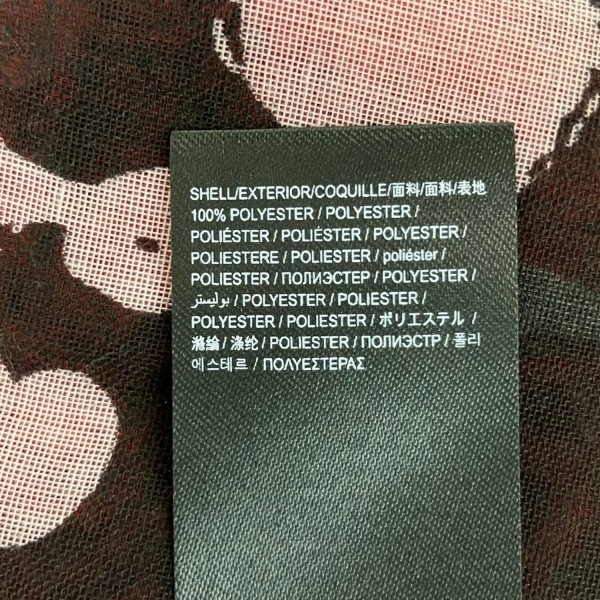 SHELL/EXTERIOR/COQUILLE/面料/面料/表地
100% POLYESTER / POLYESTER /
POLIÉSTER / POLIÉSTER / POLYESTER /
POLIESTERE / POLIESTER / poliéster /
POLIESTER / ПОЛИЭСТЕР / POLYESTER /
بوليستر / POLYESTER / POLIESTER /
POLYESTER / POLIESTER / ポリエステル /
滌綸 / 涤纶 / POLIESTER / ПОЛИЭСТР / 폴리
에스테르 / ΠΟΛΥΕΣΤΕΡΑΣ